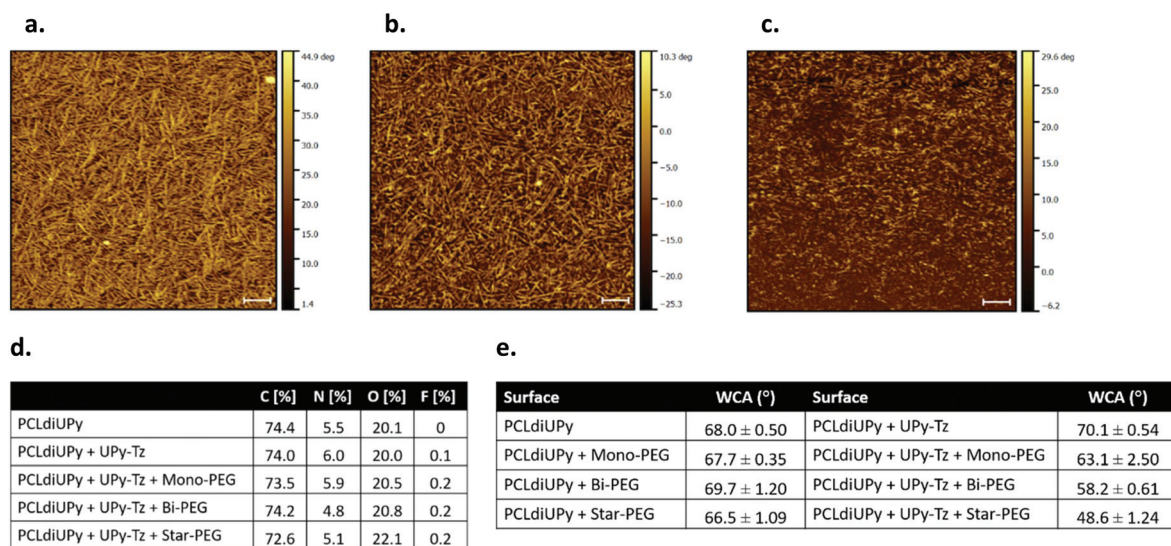 a.
44.9 deg
40.0
35.0
30.0
25.0
20.0
15.0
10.0
1.4
b.
10.3 deg
5.0
0.0
−5.0
−10.0
−15.0
−20.0
−25.3
c.
29.6 deg
25.0
20.0
15.0
10.0
5.0
0.0
−6.2
d.
C [%] N [%] O [%] F [%]
PCLdiUPy 74.4 5.5 20.1 0
PCLdiUPy + UPy-Tz 74.0 6.0 20.0 0.1
PCLdiUPy + UPy-Tz + Mono-PEG 73.5 5.9 20.5 0.2
PCLdiUPy + UPy-Tz + Bi-PEG 74.2 4.8 20.8 0.2
PCLdiUPy + UPy-Tz + Star-PEG 72.6 5.1 22.1 0.2
e.
Surface WCA (°) Surface WCA (°)
PCLdiUPy 68.0 ± 0.50 PCLdiUPy + UPy-Tz 70.1 ± 0.54
PCLdiUPy + Mono-PEG 67.7 ± 0.35 PCLdiUPy + UPy-Tz + Mono-PEG 63.1 ± 2.50
PCLdiUPy + Bi-PEG 69.7 ± 1.20 PCLdiUPy + UPy-Tz + Bi-PEG 58.2 ± 0.61
PCLdiUPy + Star-PEG 66.5 ± 1.09 PCLdiUPy + UPy-Tz + Star-PEG 48.6 ± 1.24